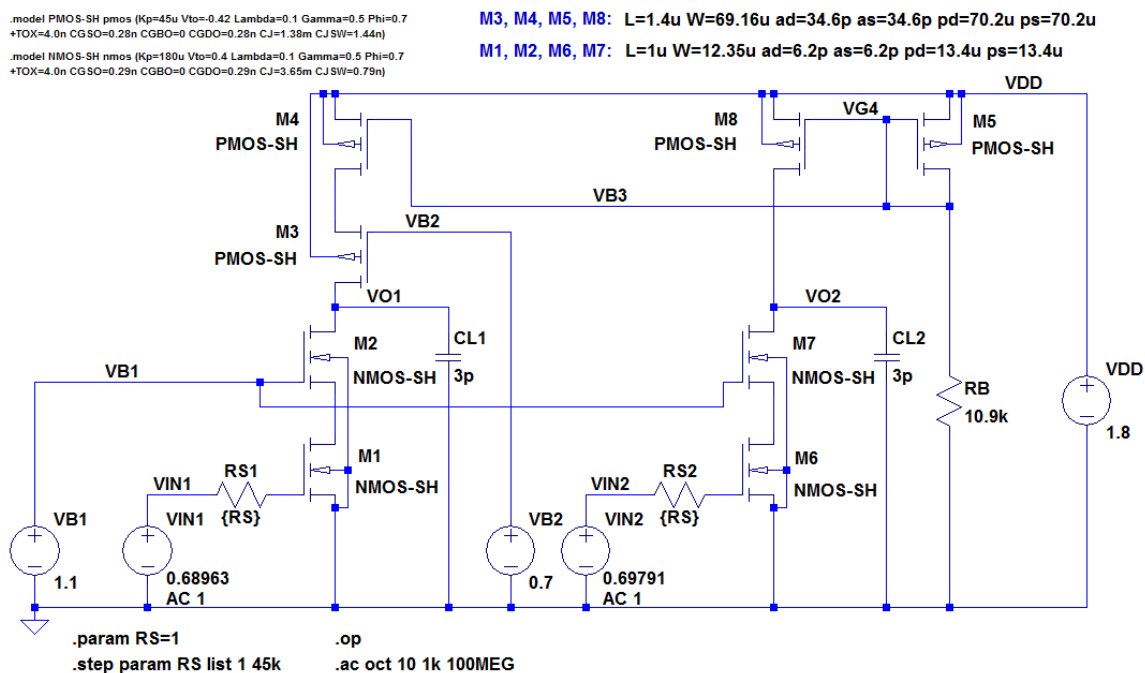 .model PMOS-SH pmos (Kp=45u Vto=-0.42 Lambda=0.1 Gamma=0.5 Phi=0.7
+TOX=4.0n CGSO=0.28n CGBO=0 CGDO=0.28n CJ=1.38m CJSW=1.44n)
.model NMOS-SH nmos (Kp=180u Vto=0.4 Lambda=0.1 Gamma=0.5 Phi=0.7
+TOX=4.0n CGSO=0.29n CGBO=0 CGDO=0.29n CJ=3.65m CJSW=0.79n)
M3, M4, M5, M8: L=1.4u W=69.16u ad=34.6p as=34.6p pd=70.2u ps=70.2u
M1, M2, M6, M7: L=1u W=12.35u ad=6.2p as=6.2p pd=13.4u ps=13.4u
VDD
M4
PMOS-SH
M8
PMOS-SH
VG4
M5
PMOS-SH
VB3
M3
PMOS-SH
VB2
VO1
VO2
M2
NMOS-SH
CL1
3p
M7
NMOS-SH
CL2
3p
VB1
RB
10.9k
VDD
1.8
M1
NMOS-SH
RS1
{RS}
VIN1
M6
NMOS-SH
RS2
{RS}
VIN2
VB1
1.1
VIN1
0.68963
AC 1
VB2
0.7
VIN2
0.69791
AC 1
.param RS=1
.op
.step param RS list 1 45k
.ac oct 10 1k 100MEG